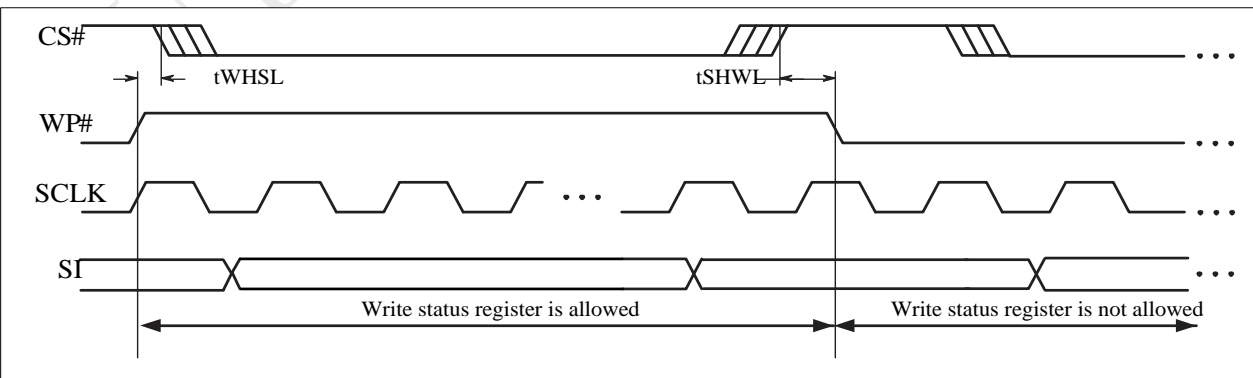 CS#
tWHSL
tSHWL
WP#
SCLK
SI
Write status register is allowed
Write status register is not allowed